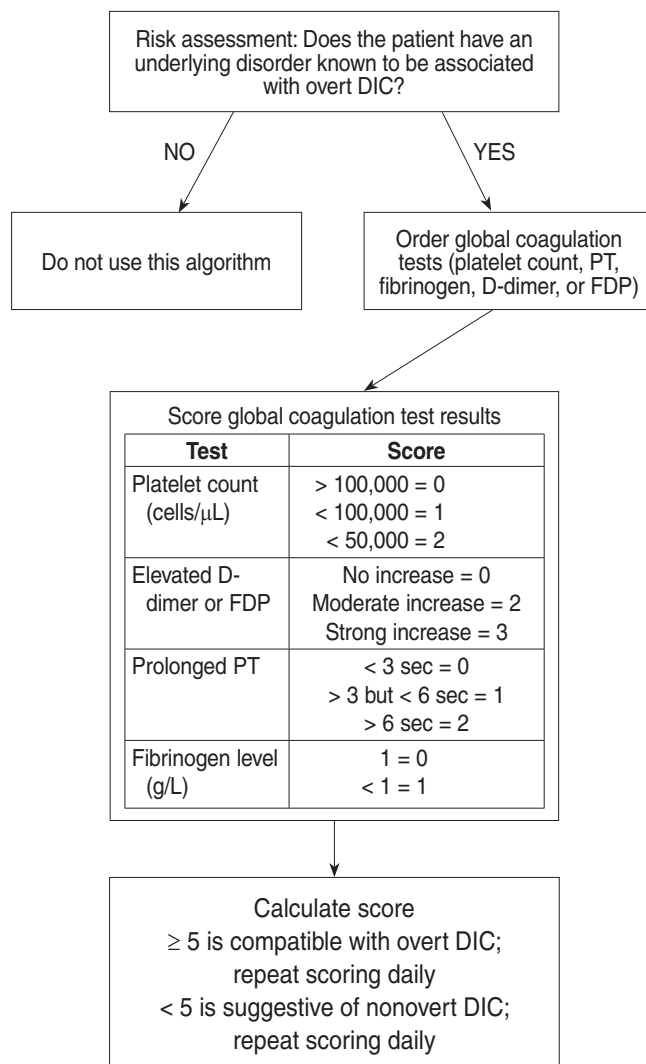 Risk assessment: Does the patient have an
underlying disorder known to be associated
with overt DIC?
NO
YES
Do not use this algorithm
Order global coagulation
tests (platelet count, PT,
fibrinogen, D-dimer, or FDP)
Score global coagulation test results
Test Score
Platelet count > 100,000 = 0
(cells/μL) < 100,000 = 1
< 50,000 = 2
Elevated D- No increase = 0
dimer or FDP Moderate increase = 2
Strong increase = 3
Prolonged PT < 3 sec = 0
> 3 but < 6 sec = 1
> 6 sec = 2
Fibrinogen level 1 = 0
(g/L) < 1 = 1
Calculate score
≥ 5 is compatible with overt DIC;
repeat scoring daily
< 5 is suggestive of nonovert DIC;
repeat scoring daily